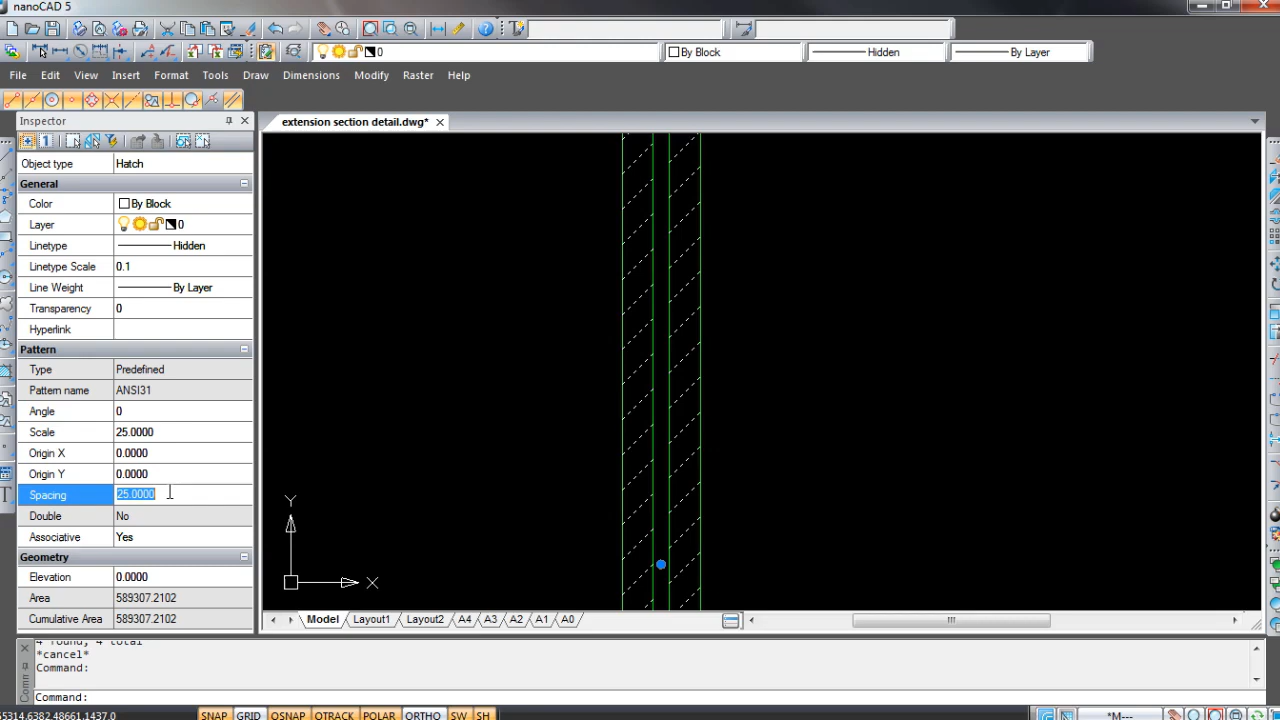 nanoCAD 5
0
By Block
Hidden
By Layer
File Edit View Insert Format Tools Draw Dimensions Modify Raster Help
Inspector
extension section detail.dwg*
Object type Hatch
General
Color By Block
Layer 0
Linetype Hidden
Linetype Scale 0.1
Line Weight By Layer
Transparency 0
Hyperlink
Pattern
Type Predefined
Pattern name ANSI31
Angle 0
Scale 25.0000
Origin X 0.0000
Origin Y 0.0000
Spacing 25.0000
Double No
Associative Yes
Geometry
Elevation 0.0000
Area 589307.2102
Cumulative Area 589307.2102
Y
X
Model Layout1 Layout2 A4 A3 A2 A1 A0
4 found, 4 total
*cancel*
Command:
Command:
SNAP GRID OSNAP OTRACK POLAR ORTHO SW SH *M---